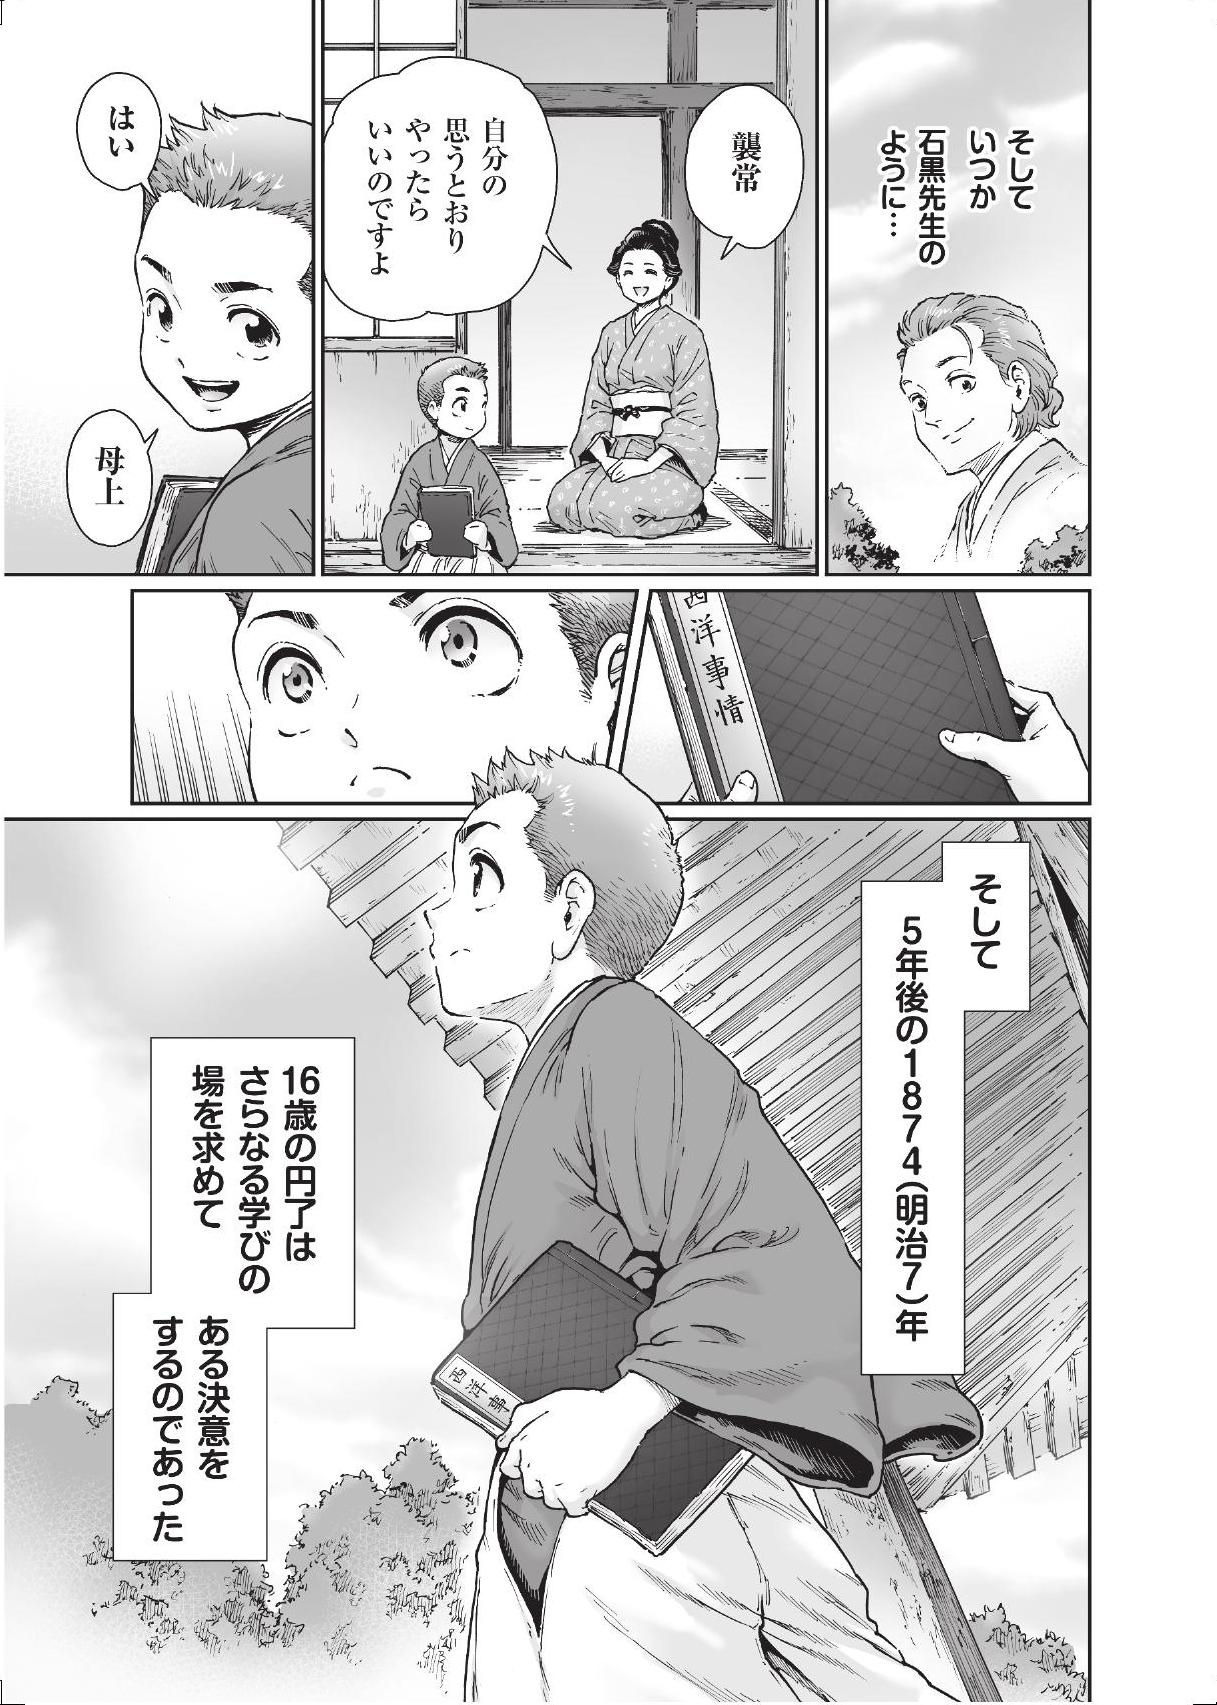 そして
いつか
石黒先生の
ように…
襲常
自分の
思うとおり
やったら
いいのですよ
はい
母上
西洋事情
そして
5年後の1874(明治7)年
16歳の円了は
さらなる学びの
場を求めて
ある決意を
するのであった
西洋事